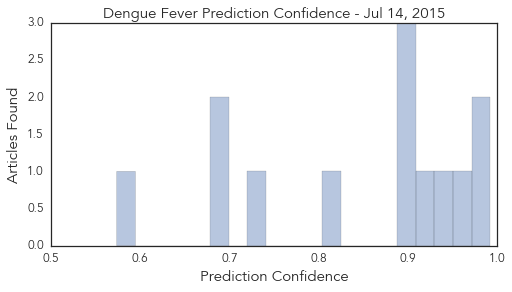 Dengue Fever Prediction Confidence - Jul 14, 2015
3.0
2.5
2.0
1.5
1.0
0.5
0.0
Articles Found
0.5 0.6 0.7 0.8 0.9 1.0
Prediction Confidence